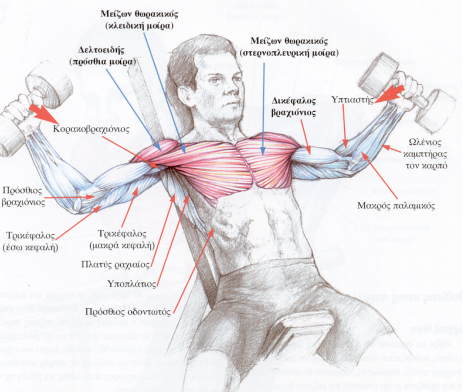 Μείζων θωρακικός
(κλειδική μοίρα)
Μείζων θωρακικός
(στερνοπλευρική μοίρα)
Δελτοειδής
(πρόσθια μοίρα)
Δικέφαλος
βραχιόνιος
Υπτιαστής
Κορακοβραχιόνιος
Ωλένιος
καμπτήρας
τον καρπό
Πρόσθιος
βραχιόνιος
Μακρός παλαμικός
Τρικέφαλος
(έσω κεφαλή)
Τρικέφαλος
(μακρά κεφαλή)
Πλατύς ραχιαίος
Υποπλάτιος
Πρόσθιος οδοντωτός